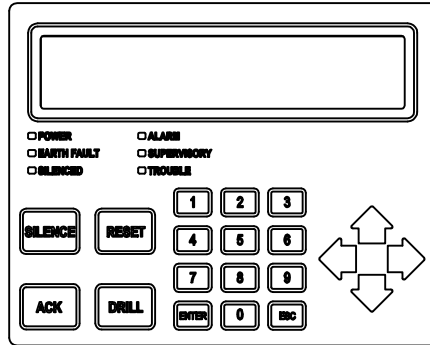 POWER ALARM
EARTH FAULT SUPERVISORY
SILENCED TROUBLE
1 2 3
SILENCE RESET
4 5 6
7 8 9
ACK DRILL
ENTER 0 ESC